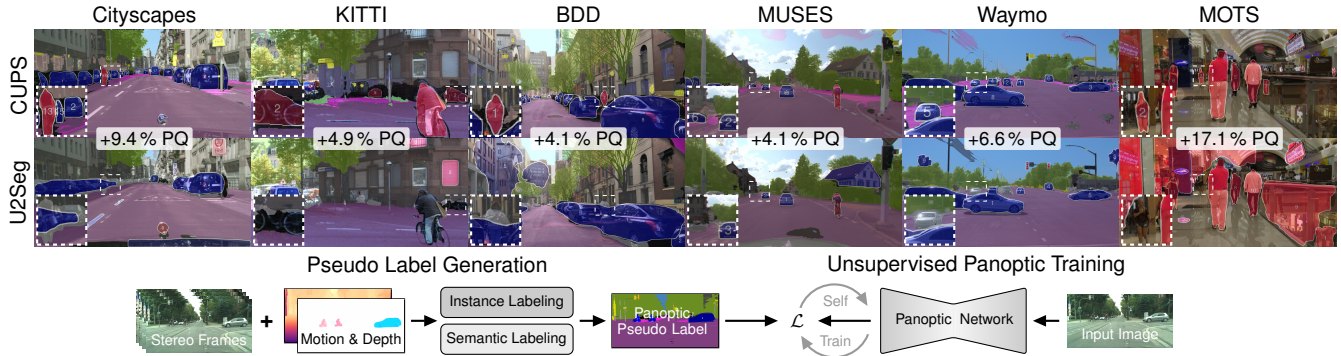 Cityscapes KITTI BDD MUSES Waymo MOTS
CUPS
+9.4 % PQ +4.9 % PQ +4.1 % PQ +4.1 % PQ +6.6 % PQ +17.1 % PQ
U2Seg
Pseudo Label Generation
Stereo Frames
+
Motion & Depth
Instance Labeling
Semantic Labeling
Panoptic
Pseudo Label
Unsupervised Panoptic Training
ℒ
Self
Train
Panoptic Network
Input Image